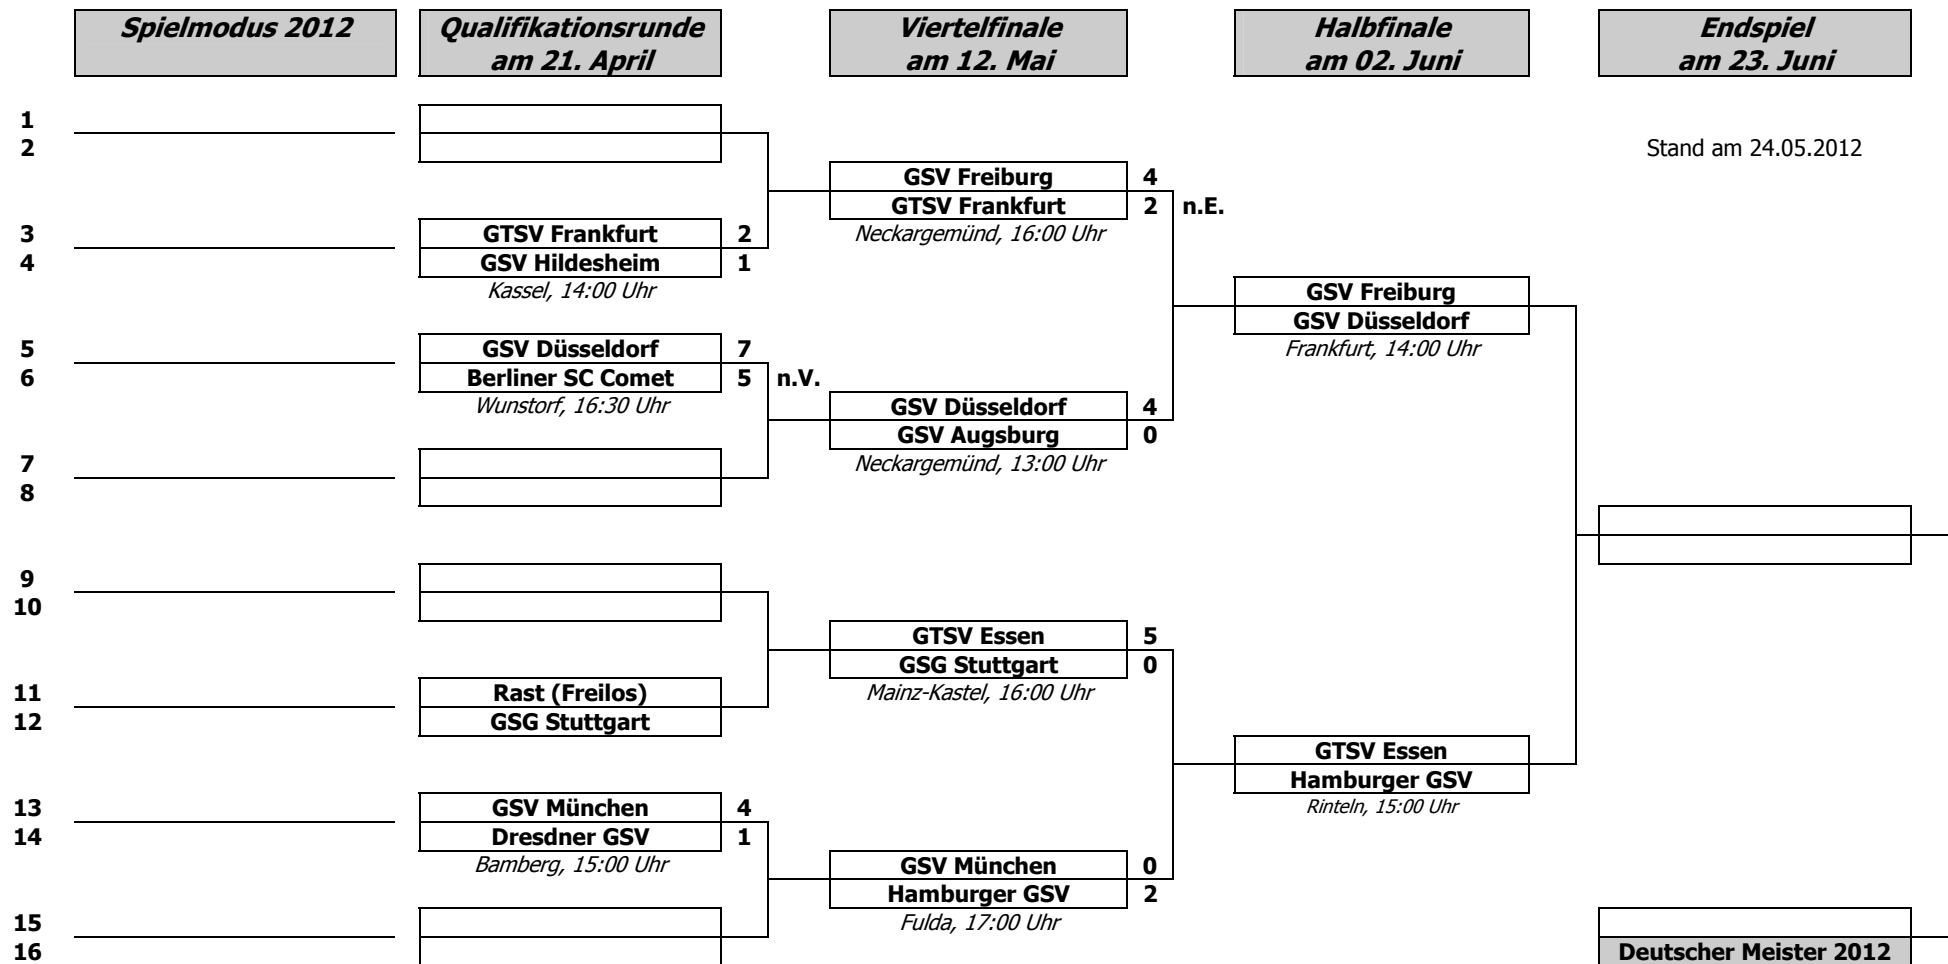 Spielmodus 2012
Qualifikationsrunde
am 21. April
Viertelfinale
am 12. Mai
Halbfinale
am 02. Juni
Endspiel
am 23. Juni
1
2
Stand am 24.05.2012
GSV Freiburg 4
GTSV Frankfurt 2 n.E.
Neckargemünd, 16:00 Uhr
3 GTSV Frankfurt 2
4 GSV Hildesheim 1
Kassel, 14:00 Uhr
GSV Freiburg
GSV Düsseldorf
Frankfurt, 14:00 Uhr
5 GSV Düsseldorf 7
6 Berliner SC Comet 5 n.V.
Wunstorf, 16:30 Uhr
GSV Düsseldorf 4
GSV Augsburg 0
Neckargemünd, 13:00 Uhr
7
8
9
10
GTSV Essen 5
GSG Stuttgart 0
Mainz-Kastel, 16:00 Uhr
11 Rast (Freilos)
12 GSG Stuttgart
GTSV Essen
Hamburger GSV
Rinteln, 15:00 Uhr
13 GSV München 4
14 Dresdner GSV 1
Bamberg, 15:00 Uhr
GSV München 0
Hamburger GSV 2
Fulda, 17:00 Uhr
15
16
Deutscher Meister 2012